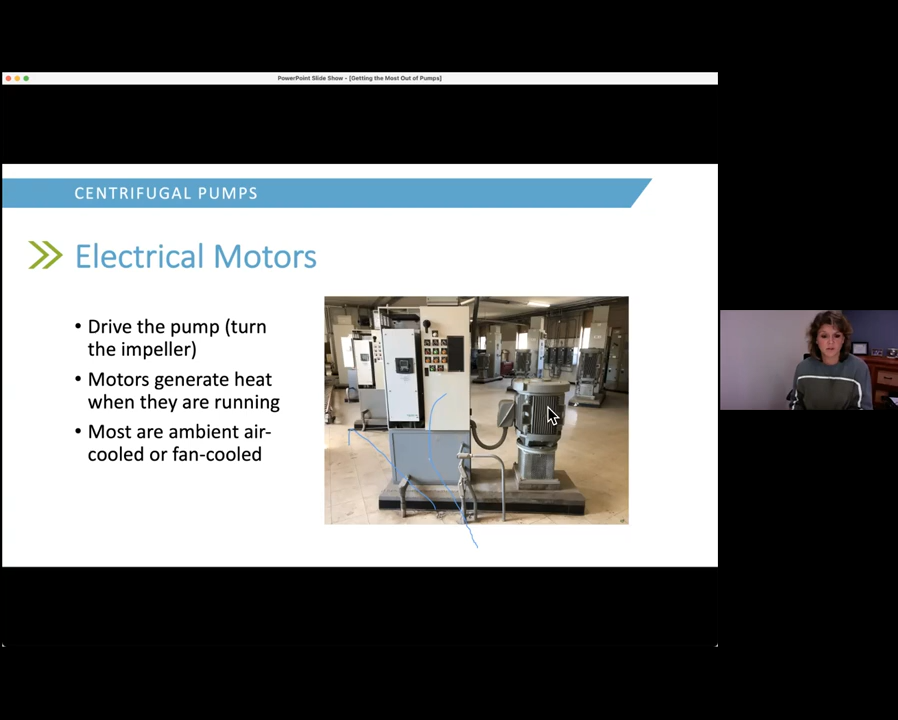 PowerPoint Slide Show - [Getting the Most Out of Pumps]
CENTRIFUGAL PUMPS
Electrical Motors
• Drive the pump (turn
the impeller)
• Motors generate heat
when they are running
• Most are ambient air-
cooled or fan-cooled